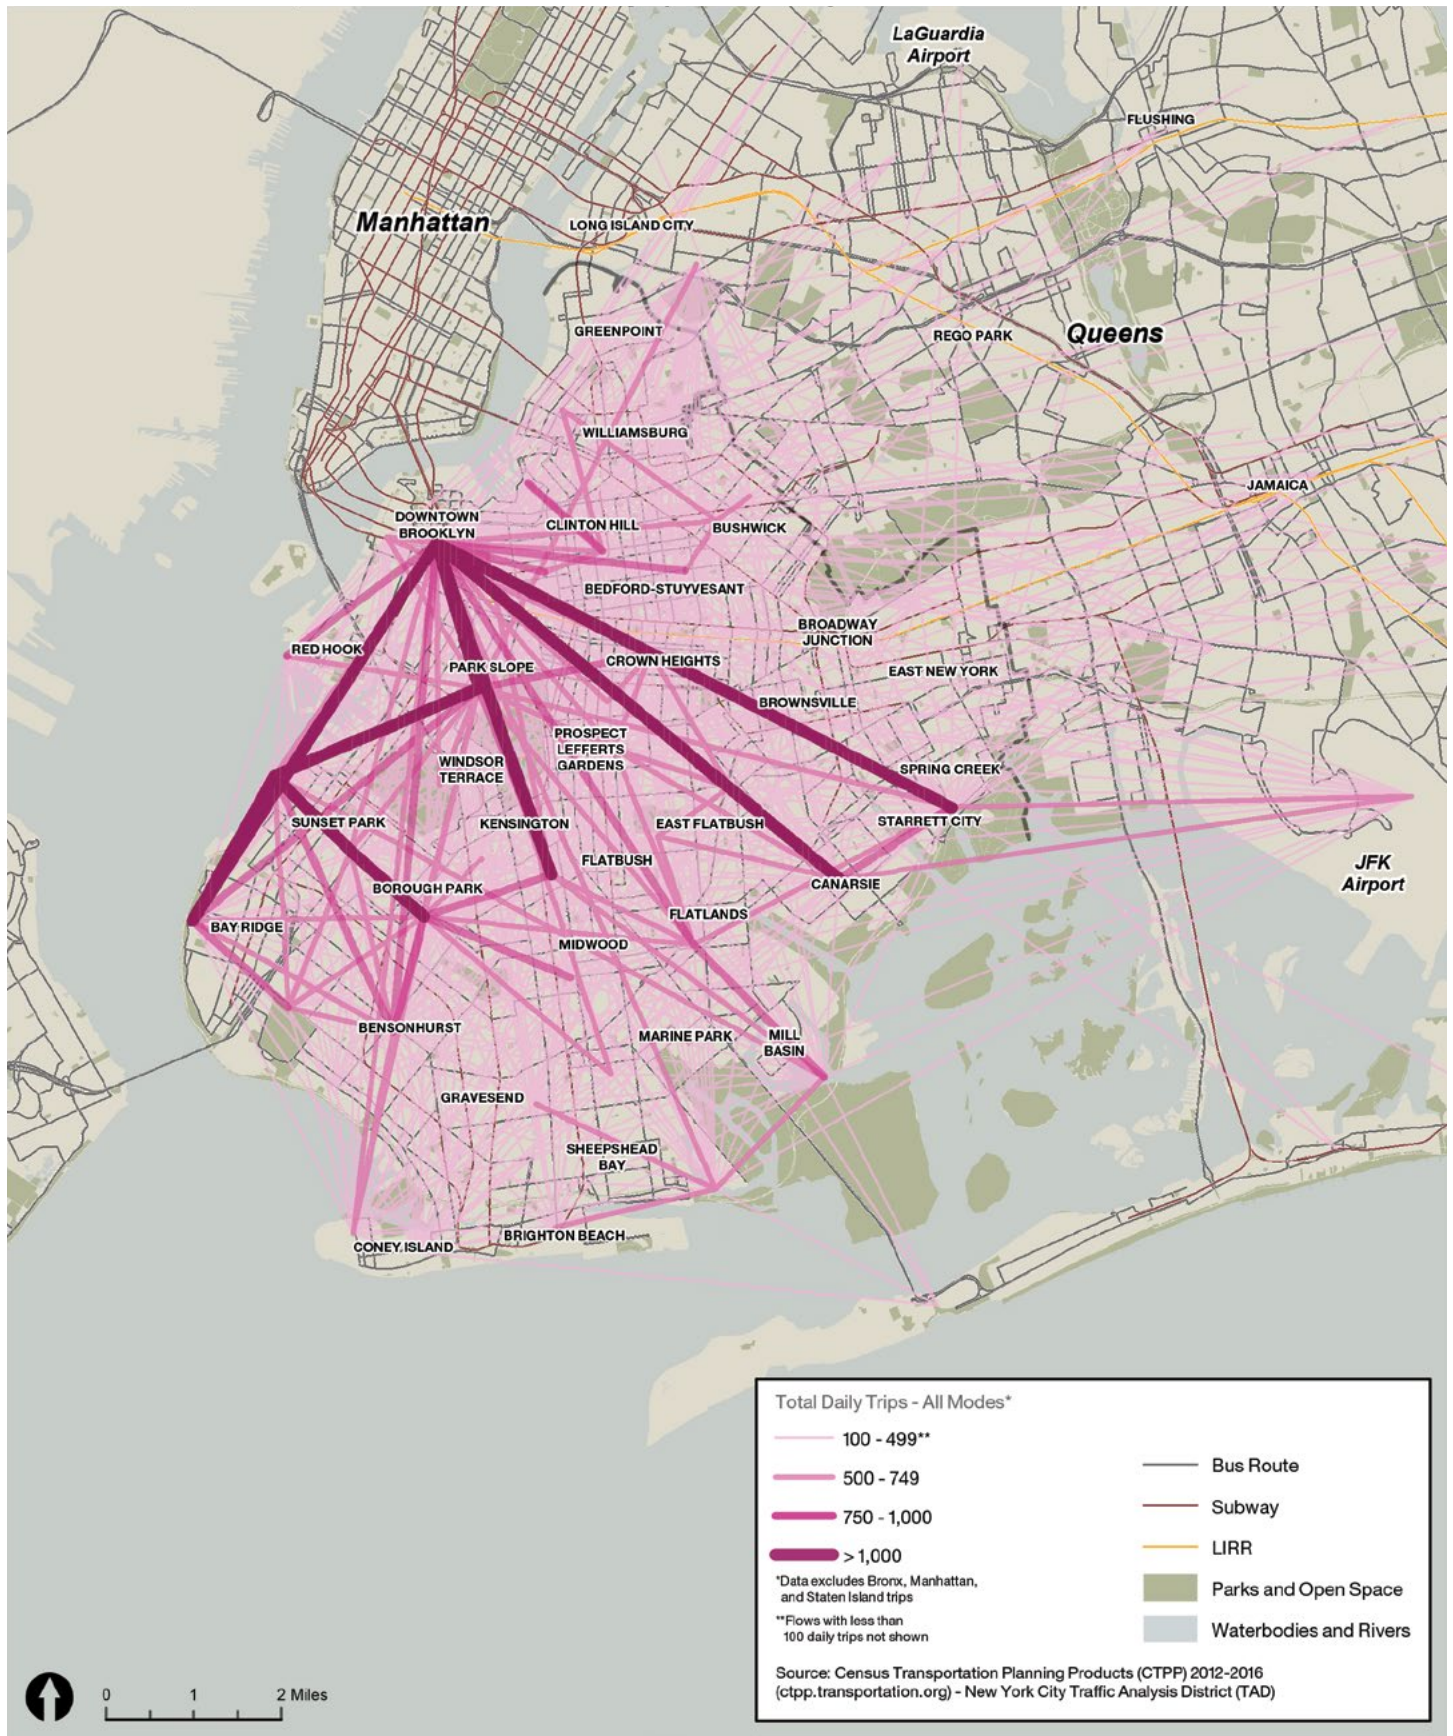 LaGuardia
Airport
FLUSHING
Manhattan
LONG ISLAND CITY
GREENPOINT
REGO PARK
Queens
WILLIAMSBURG
JAMAICA
DOWNTOWN
BROOKLYN
CLINTON HILL
BUSHWICK
BEDFORD-STUYVESANT
BROADWAY
JUNCTION
RED HOOK
PARK SLOPE
CROWN HEIGHTS
EAST NEW YORK
BROWNSVILLE
PROSPECT
LEFFERTS
GARDENS
WINDSOR
TERRACE
SPRING CREEK
SUNSET PARK
KENSINGTON
EAST FLATBUSH
STARRETT CITY
FLATBUSH
JFK
Airport
BOROUGH PARK
CANARSIE
FLATLANDS
BAY RIDGE
MIDWOOD
BENSONHURST
MARINE PARK
MILL
BASIN
GRAVESEND
SHEEPSHEAD
BAY
BRIGHTON BEACH
CONEY ISLAND
Total Daily Trips - All Modes*
100 - 499**
500 - 749
750 - 1,000
> 1,000
*Data excludes Bronx, Manhattan,
and Staten Island trips
**Flows with less than
100 daily trips not shown
Bus Route
Subway
LIRR
Parks and Open Space
Waterbodies and Rivers
Source: Census Transportation Planning Products (CTPP) 2012-2016
(ctpp.transportation.org) - New York City Traffic Analysis District (TAD)
0 1 2 Miles